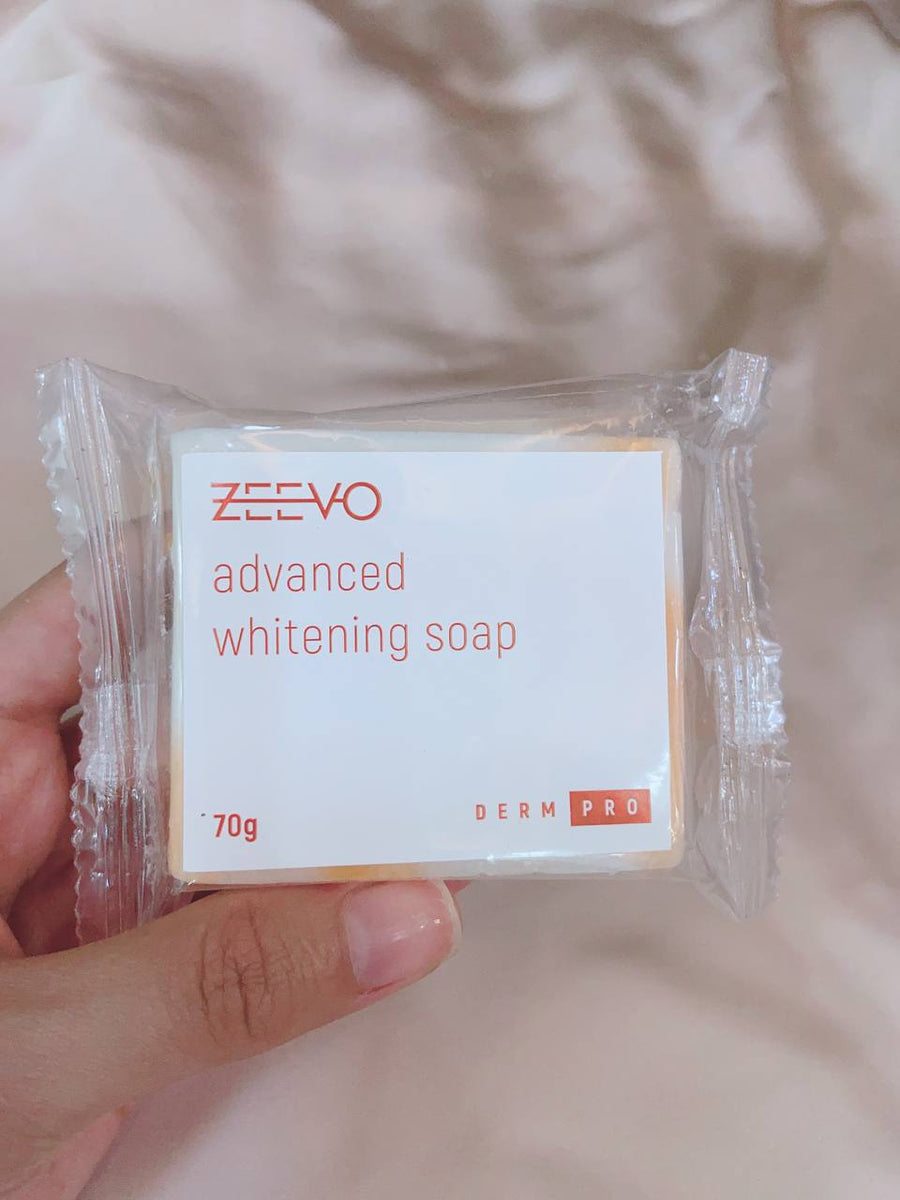 ZEEVO
advanced
whitening soap
70g
DERM PRO